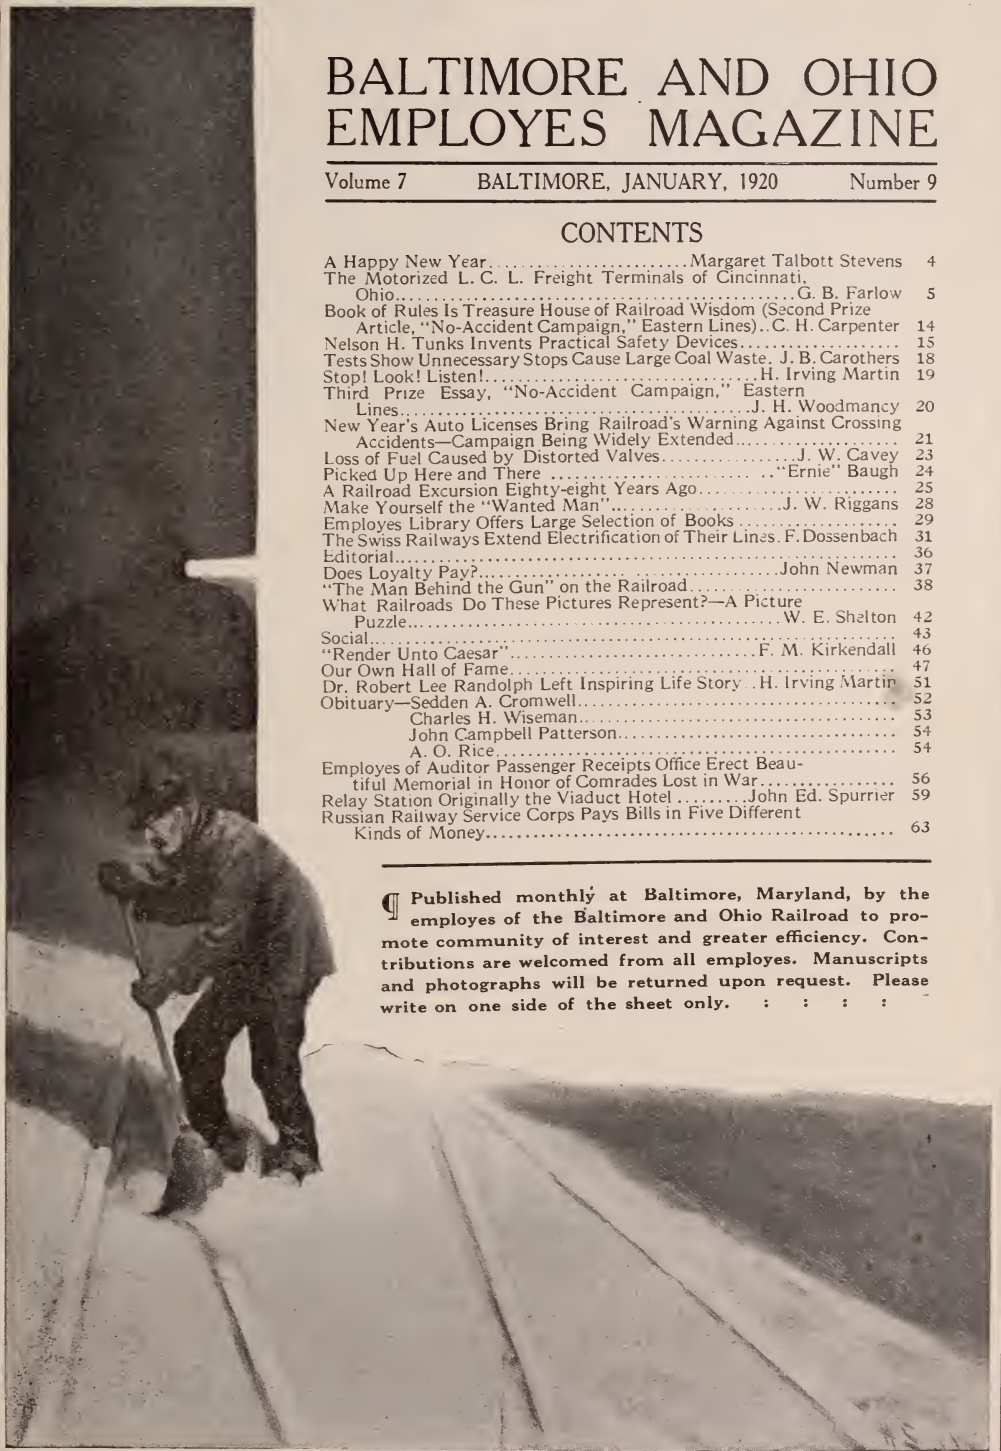 BALTIMORE AND OHIO
EMPLOYES MAGAZINE
Volume 7 BALTIMORE, JANUARY, 1920 Number 9
CONTENTS
A Happy New Year........................Margaret Talbott Stevens 4
The Motorized L. C. L. Freight Terminals of Cincinnati,
Ohio................................................G. B. Farlow 5
Book of Rules Is Treasure House of Railroad Wisdom (Second Prize
Article, "No-Accident Campaign," Eastern Lines)..C. H. Carpenter 14
Nelson H. Tunks Invents Practical Safety Devices................... 15
Tests Show Unnecessary Stops Cause Large Coal Waste. J. B. Carothers 18
Stop! Look! Listen!.................................H. Irving Martin 19
Third Prize Essay, "No-Accident Campaign," Eastern
Lines...........................................J. H. Woodmancy 20
New Year's Auto Licenses Bring Railroad's Warning Against Crossing
Accidents—Campaign Being Widely Extended.................... 21
Loss of Fuel Caused by Distorted Valves.................J. W. Cavey 23
Picked Up Here and There ..........................."Ernie" Baugh 24
A Railroad Excursion Eighty-eight Years Ago........................ 25
Make Yourself the "Wanted Man".....................J. W. Riggans 28
Employes Library Offers Large Selection of Books ................... 29
The Swiss Railways Extend Electrification of Their Lines. F. Dossenbach 31
Editorial............................................................. 36
Does Loyalty Pay?....................................John Newman 37
"The Man Behind the Gun" on the Railroad......................... 38
What Railroads Do These Pictures Represent?—A Picture
Puzzle.............................................W. E. Shelton 42
Social................................................................ 43
"Render Unto Caesar"..............................F. M. Kirkendall 46
Our Own Hall of Fame............................................... 47
Dr. Robert Lee Randolph Left Inspiring Life Story..H. Irving Martin 51
Obituary—Sedden A. Cromwell....................................... 52
Charles H. Wiseman...................................... 53
John Campbell Patterson.................................. 54
A. O. Rice................................................ 54
Employes of Auditor Passenger Receipts Office Erect Beau-
tiful Memorial in Honor of Comrades Lost in War................ 56
Relay Station Originally the Viaduct Hotel .........John Ed. Spurrier 59
Russian Railway Service Corps Pays Bills in Five Different
Kinds of Money.................................................. 63
¶ Published monthly at Baltimore, Maryland, by the
employes of the Baltimore and Ohio Railroad to pro-
mote community of interest and greater efficiency. Con-
tributions are welcomed from all employes. Manuscripts
and photographs will be returned upon request. Please
write on one side of the sheet only. : : : :